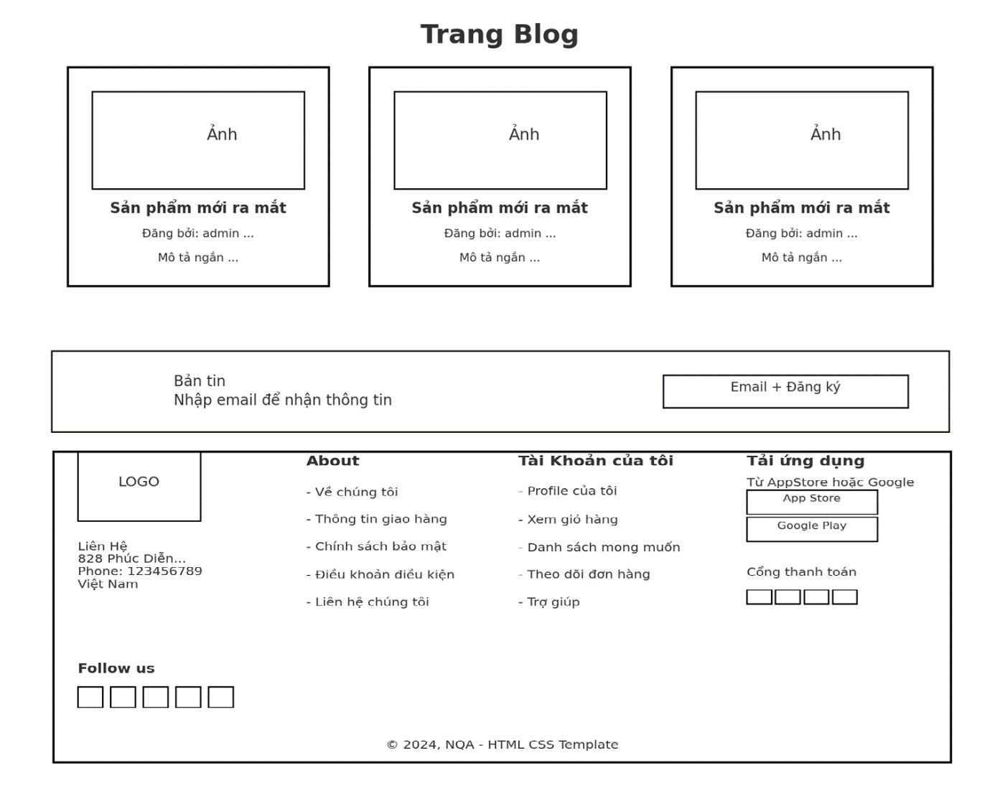 Trang Blog
Ảnh
Sản phẩm mới ra mắt
Đăng bởi: admin ...
Mô tả ngắn ...
Ảnh
Sản phẩm mới ra mắt
Đăng bởi: admin ...
Mô tả ngắn ...
Ảnh
Sản phẩm mới ra mắt
Đăng bởi: admin ...
Mô tả ngắn ...
Bản tin
Nhập email để nhận thông tin
Email + Đăng ký
LOGO
Liên Hệ
828 Phúc Diễn...
Phone: 123456789
Việt Nam
About
- Về chúng tôi
- Thông tin giao hàng
- Chính sách bảo mật
- Điều khoản điều kiện
- Liên hệ chúng tôi
Tài Khoản của tôi
- Profile của tôi
- Xem giỏ hàng
- Danh sách mong muốn
- Theo dõi đơn hàng
- Trợ giúp
Tải ứng dụng
Từ AppStore hoặc Google
App Store
Google Play
Cổng thanh toán
Follow us
© 2024, NQA - HTML CSS Template